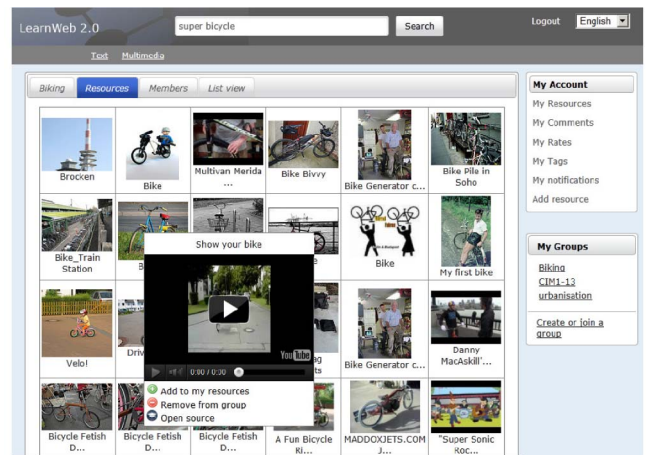 LearnWeb 2.0
super bicycle
Search
Logout
English
Text Multimedia
Biking Resources Members List view
Brocken
Bike
Multivan Merida
...
Bike Bivvy
Bike Generator c...
Bike Pile in
Soho
Bike_Train
Station
Bike
My first bike
Show your bike
YouTube
0:00 / 0:30
Add to my resources
Remove from group
Open source
Velo!
Bike Generator c...
Danny
MacAskill'...
Bicycle Fetish
D...
Bicycle Fetish
D...
Bicycle Fetish
D...
A Fun Bicycle
Ri...
MADDOXJETS.COM
J...
"Super Sonic
Roc...
My Account
My Resources
My Comments
My Rates
My Tags
My notifications
Add resource
My Groups
Biking
CIM1-13
urbanisation
Create or join a
group